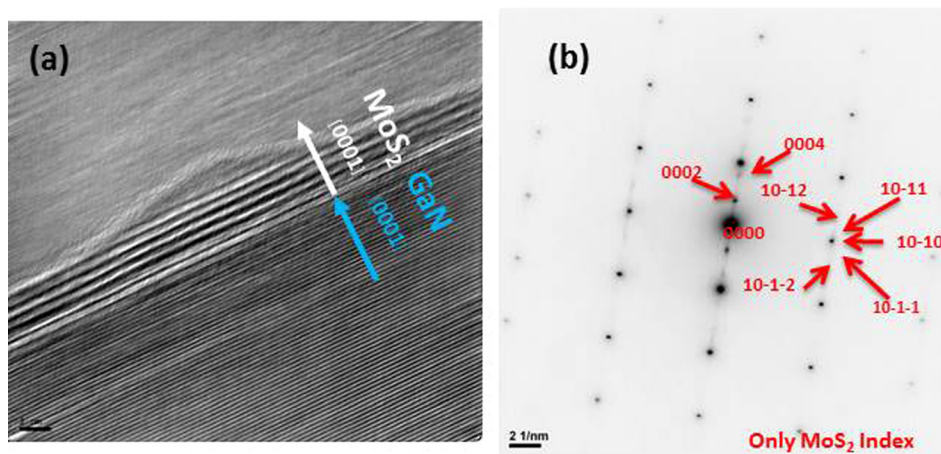 (a)
MoS₂
[0001]
GaN
[0001]
(b)
0004
0002
10-12
10-11
0000
10-10
10-1-2
10-1-1
2 1/nm
Only MoS₂ Index